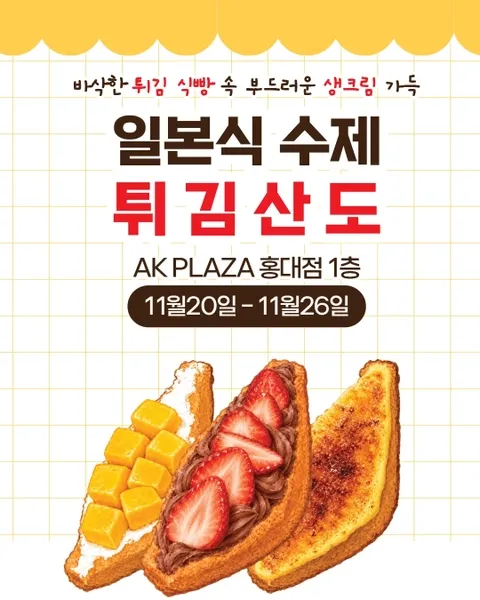 바삭한 튀김 식빵 속 부드러운 생크림 가득
일본식 수제
튀김산도
AK PLAZA 홍대점 1층
11월20일 – 11월26일